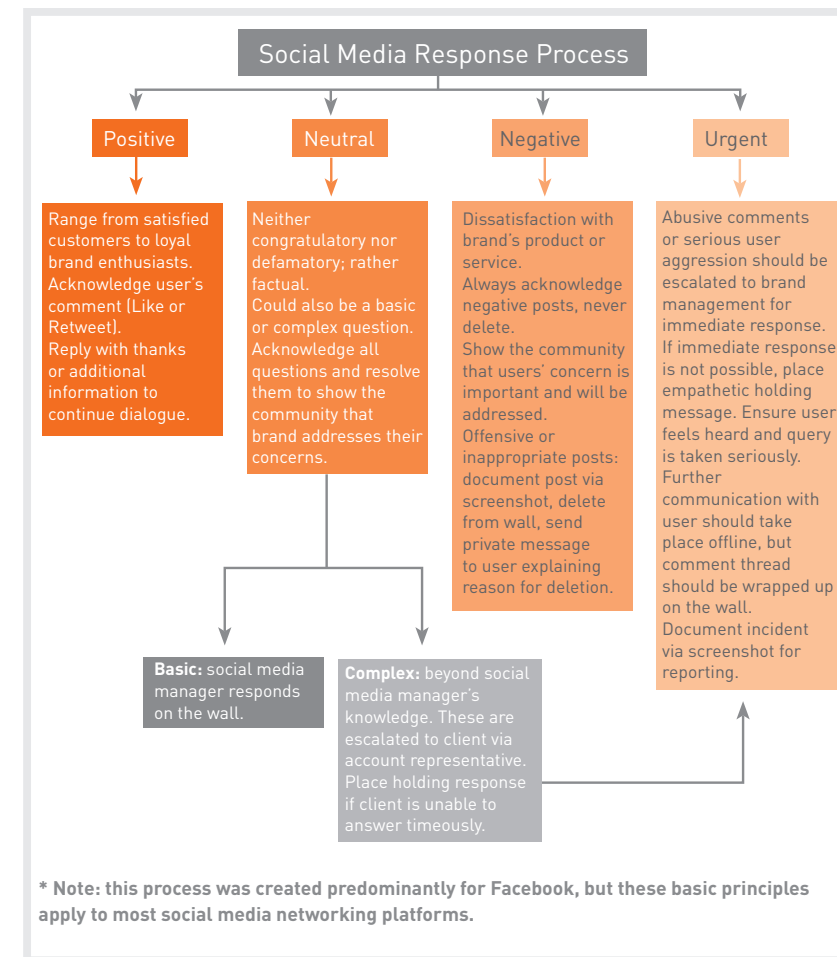 Social Media Response Process
Positive
Neutral
Negative
Urgent
Range from satisfied
customers to loyal
brand enthusiasts.
Acknowledge user's
comment (Like or
Retweet).
Reply with thanks
or additional
information to
continue dialogue.
Neither
congratulatory nor
defamatory; rather
factual.
Could also be a basic
or complex question.
Acknowledge all
questions and resolve
them to show the
community that
brand addresses their
concerns.
Dissatisfaction with
brand's product or
service.
Always acknowledge
negative posts, never
delete.
Show the community
that users' concern is
important and will be
addressed.
Offensive or
inappropriate posts:
document post via
screenshot, delete
from wall, send
private message
to user explaining
reason for deletion.
Abusive comments
or serious user
aggression should be
escalated to brand
management for
immediate response.
If immediate response
is not possible, place
empathetic holding
message. Ensure user
feels heard and query
is taken seriously.
Further
communication with
user should take
place offline, but
comment thread
should be wrapped up
on the wall.
Document incident
via screenshot for
reporting.
Basic: social media
manager responds
on the wall.
Complex: beyond social
media manager's
knowledge. These are
escalated to client via
account representative.
Place holding response
if client is unable to
answer timeously.
* Note: this process was created predominantly for Facebook, but these basic principles
apply to most social media networking platforms.